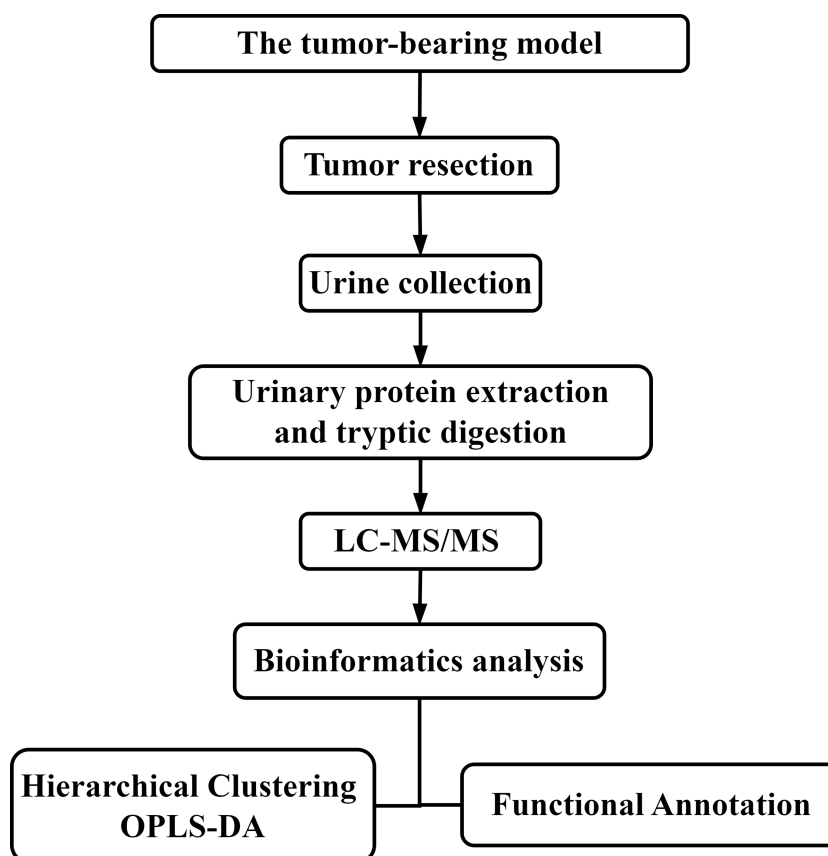 The tumor-bearing model
Tumor resection
Urine collection
Urinary protein extraction
and tryptic digestion
LC-MS/MS
Bioinformatics analysis
Hierarchical Clustering
OPLS-DA
Functional Annotation